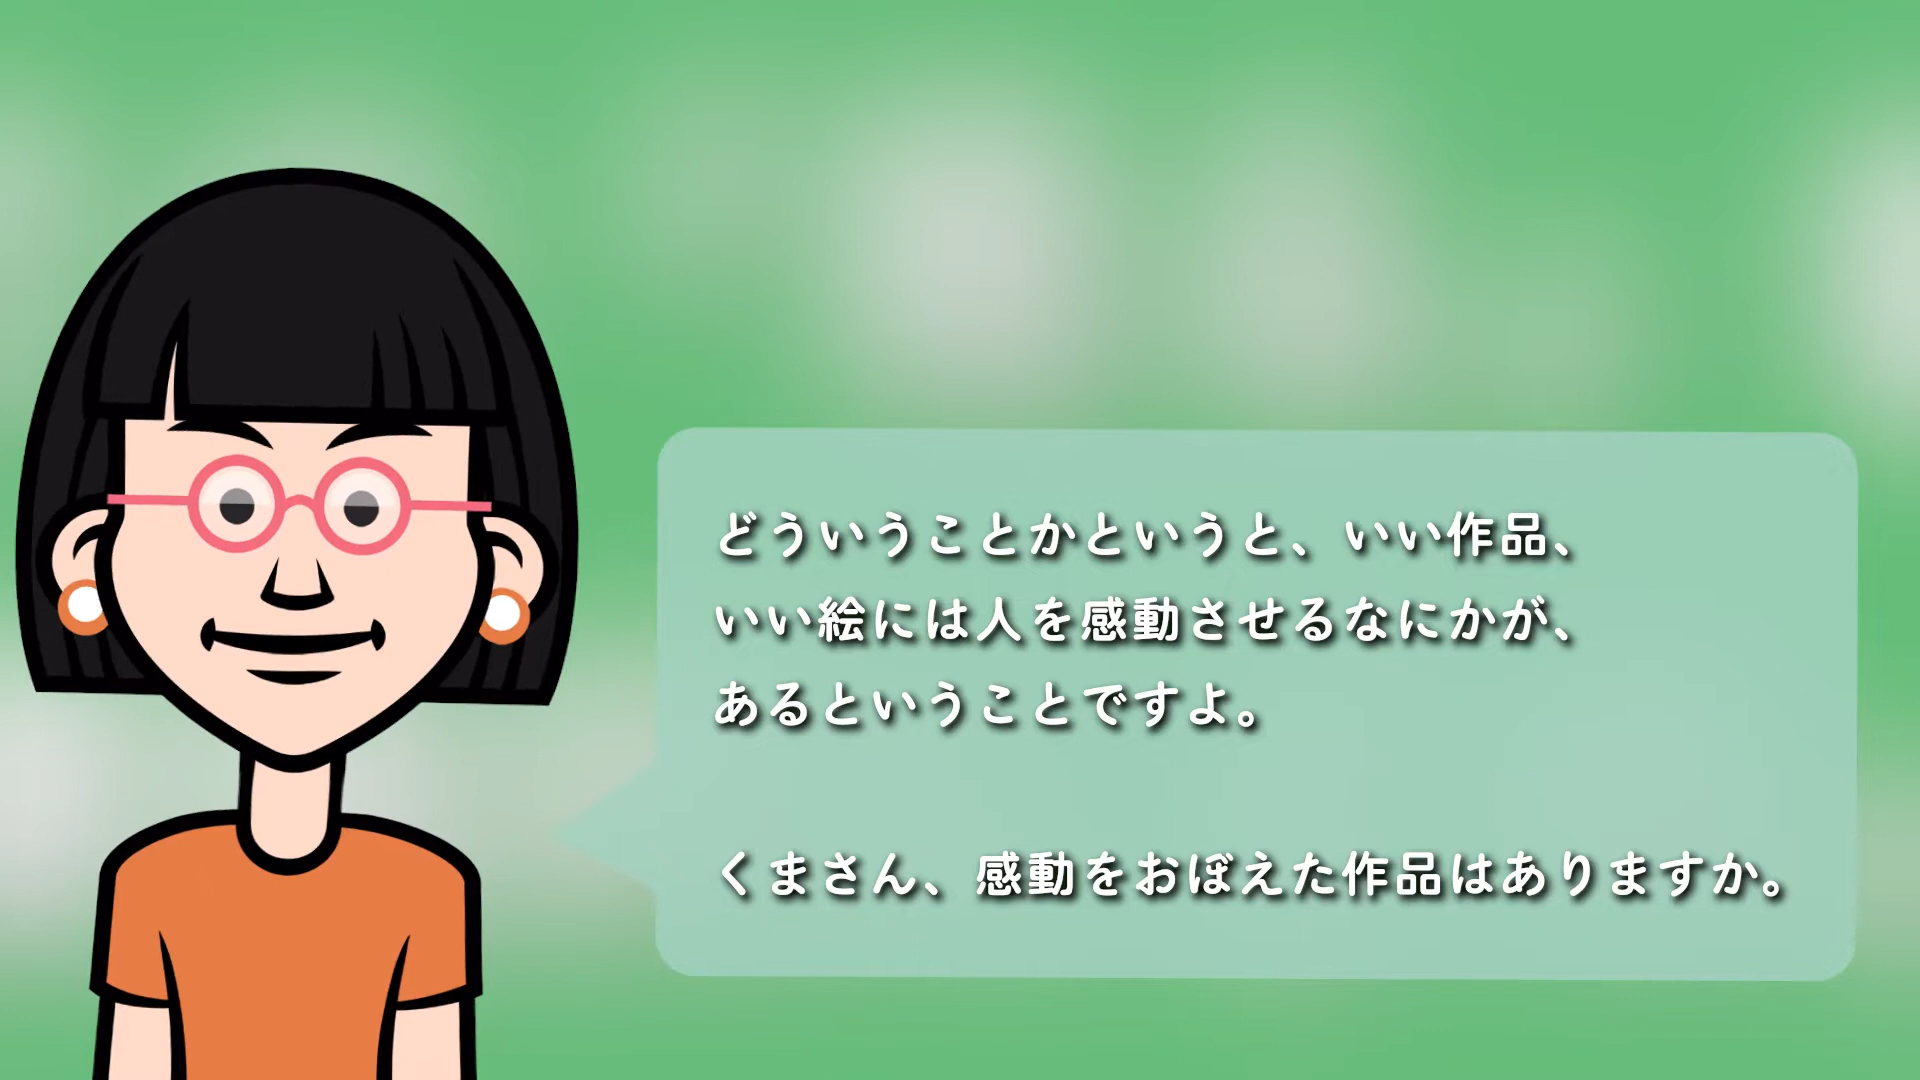 どういうことかというと、いい作品、
いい絵には人を感動させるなにかが、
あるということですよ。
くまさん、感動をおぼえた作品はありますか。